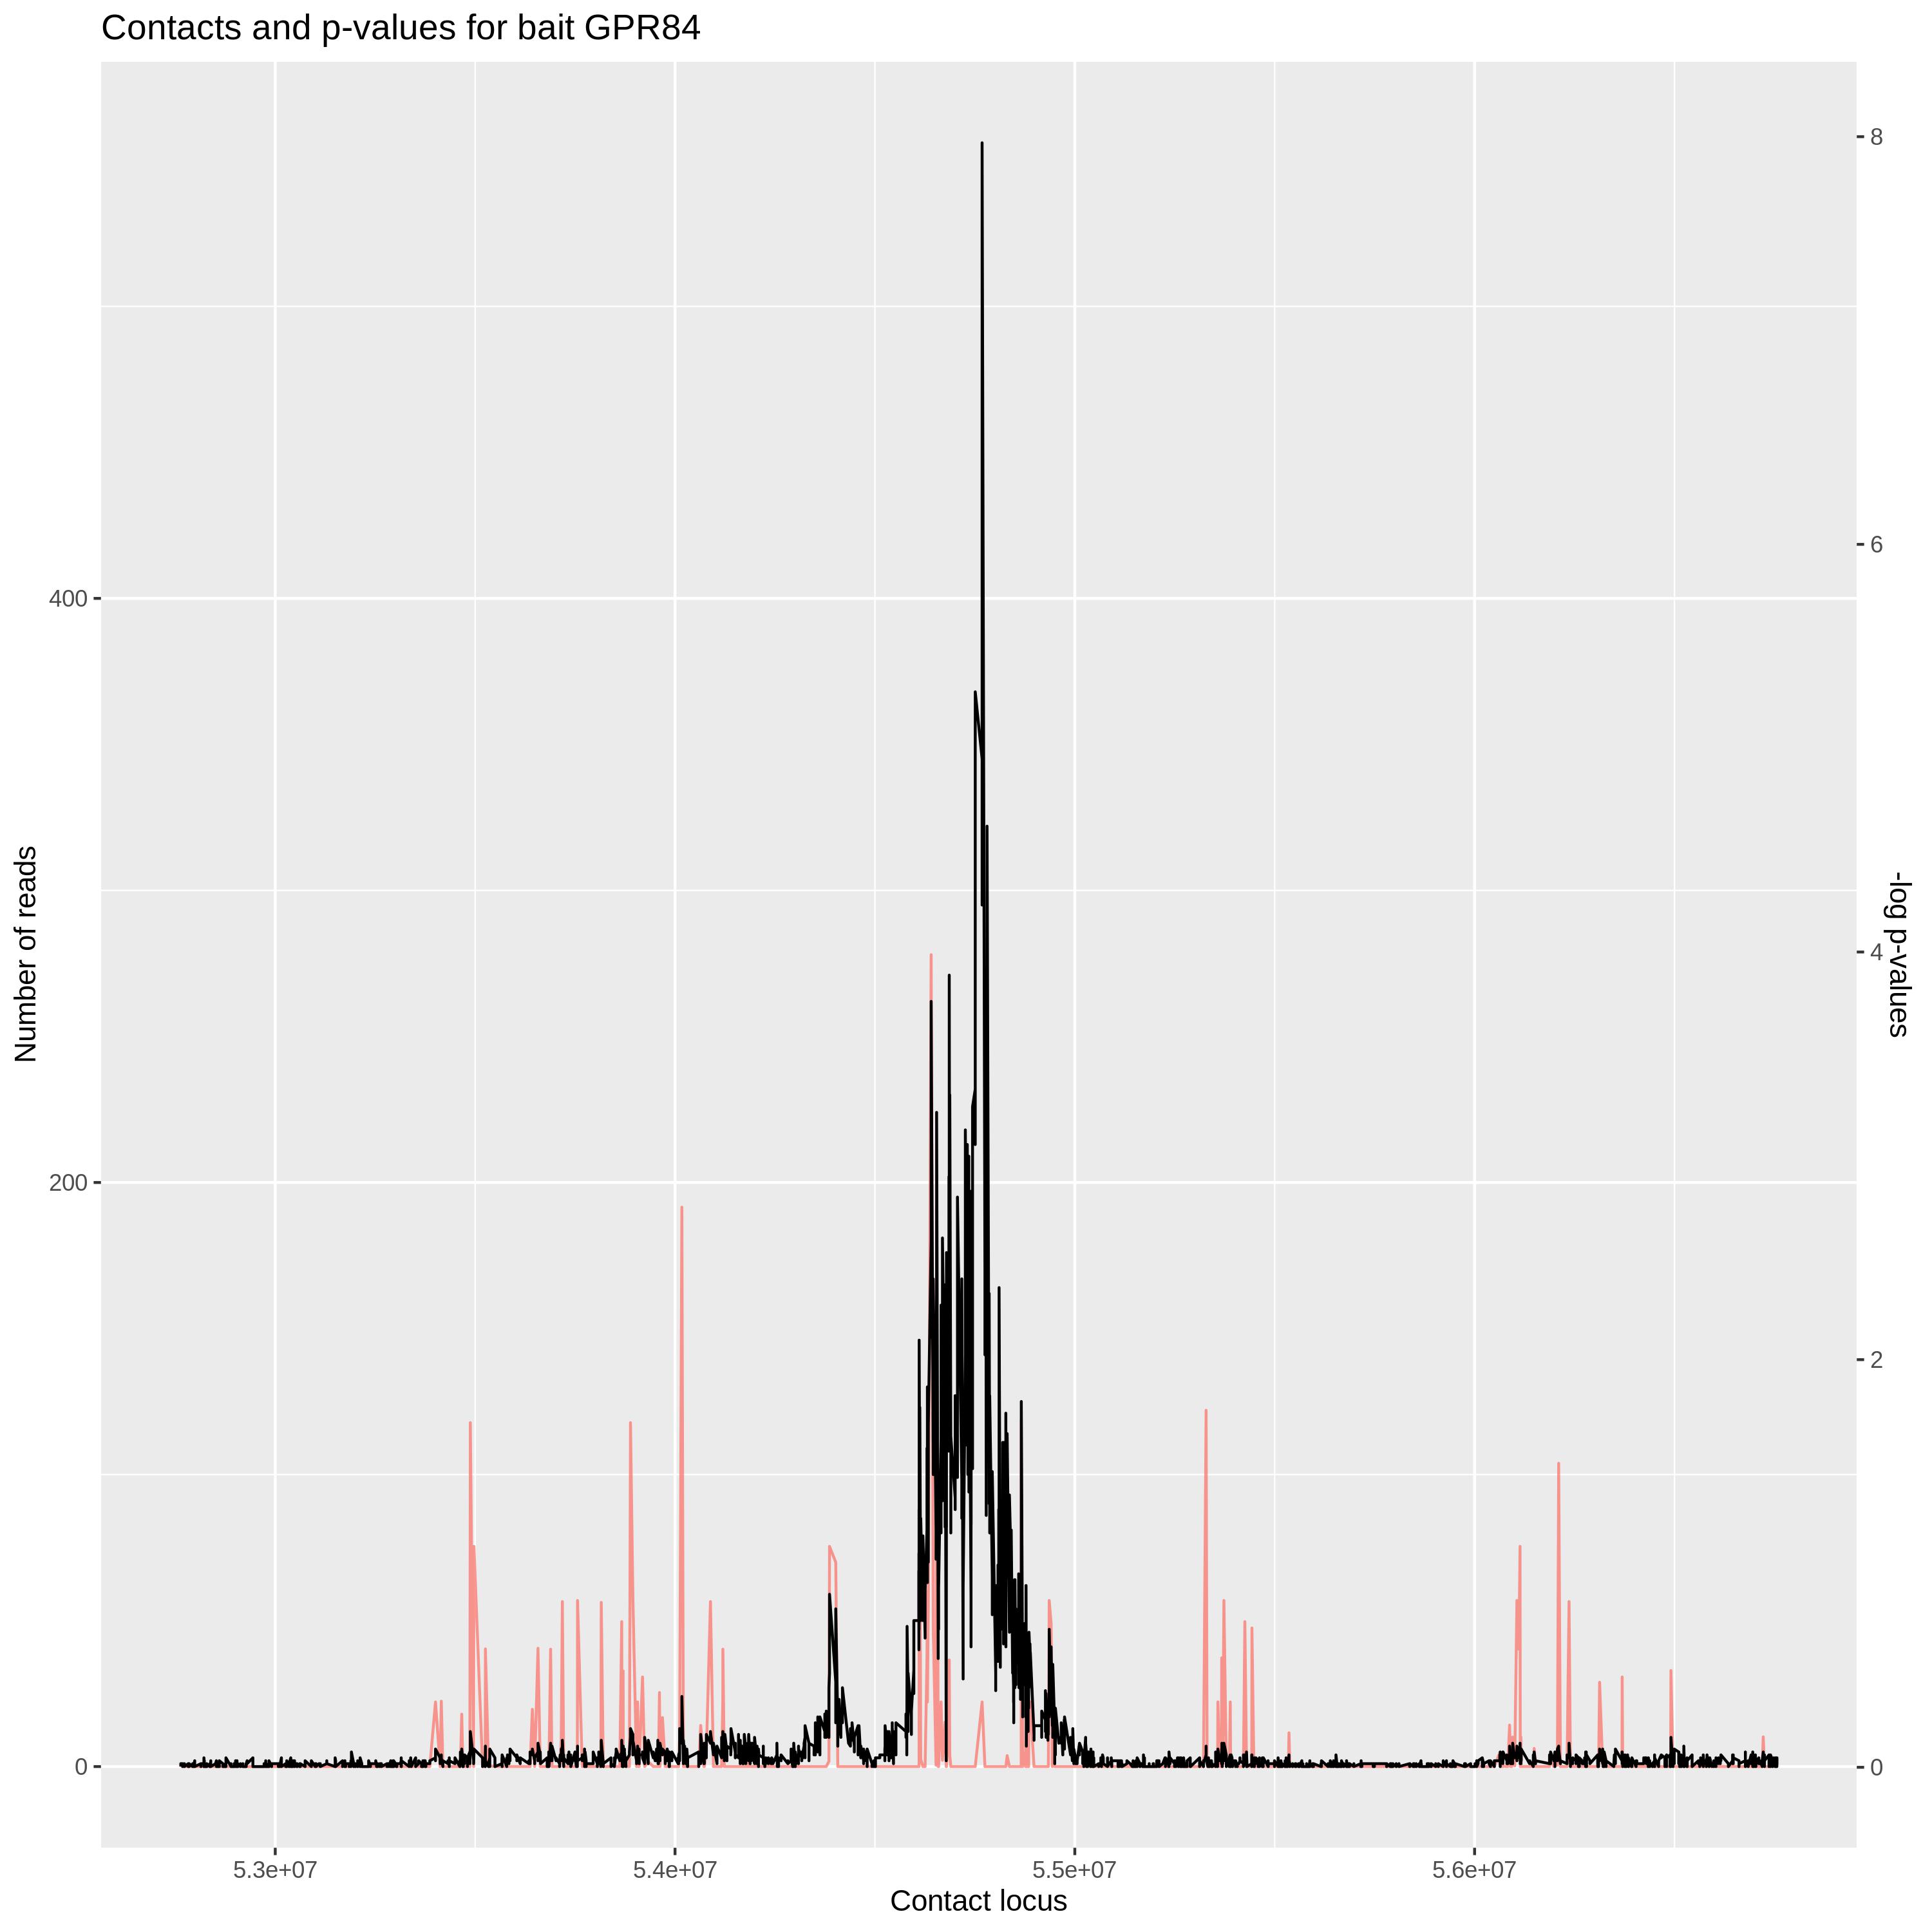 Contacts and p-values for bait GPR84
8
6
400
Number of reads
-log p-values
4
200
2
0
0
5.3e+07
5.4e+07
5.5e+07
5.6e+07
Contact locus